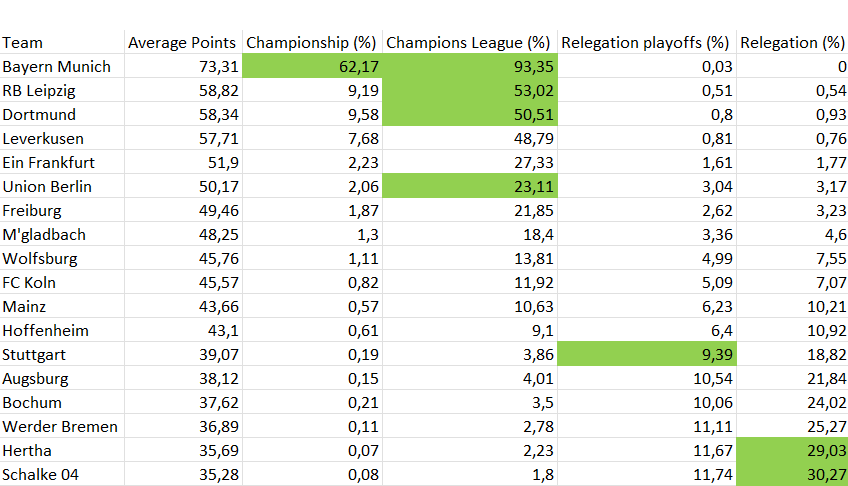 Team Average Points Championship (%) Champions League (%) Relegation playoffs (%) Relegation (%)
Bayern Munich 73,31 62,17 93,35 0,03 0
RB Leipzig 58,82 9,19 53,02 0,51 0,54
Dortmund 58,34 9,58 50,51 0,8 0,93
Leverkusen 57,71 7,68 48,79 0,81 0,76
Ein Frankfurt 51,9 2,23 27,33 1,61 1,77
Union Berlin 50,17 2,06 23,11 3,04 3,17
Freiburg 49,46 1,87 21,85 2,62 3,23
M'gladbach 48,25 1,3 18,4 3,36 4,6
Wolfsburg 45,76 1,11 13,81 4,99 7,55
FC Koln 45,57 0,82 11,92 5,09 7,07
Mainz 43,66 0,57 10,63 6,23 10,21
Hoffenheim 43,1 0,61 9,1 6,4 10,92
Stuttgart 39,07 0,19 3,86 9,39 18,82
Augsburg 38,12 0,15 4,01 10,54 21,84
Bochum 37,62 0,21 3,5 10,06 24,02
Werder Bremen 36,89 0,11 2,78 11,11 25,27
Hertha 35,69 0,07 2,23 11,67 29,03
Schalke 04 35,28 0,08 1,8 11,74 30,27